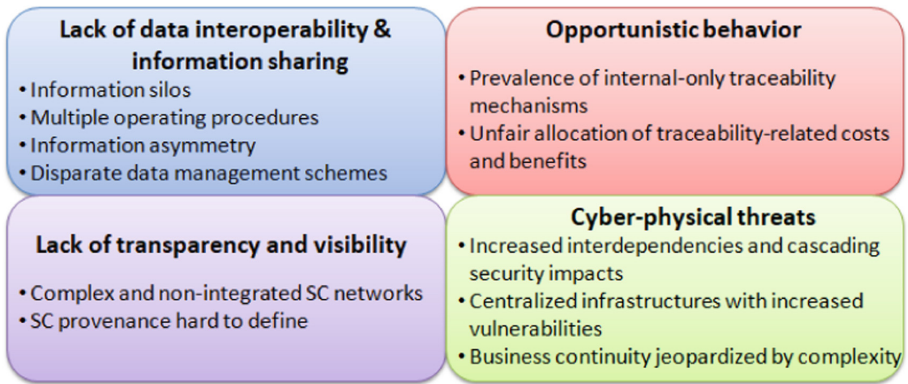 Lack of data interoperability &
information sharing
• Information silos
• Multiple operating procedures
• Information asymmetry
• Disparate data management schemes
Opportunistic behavior
• Prevalence of internal-only traceability
mechanisms
• Unfair allocation of traceability-related costs
and benefits
Lack of transparency and visibility
• Complex and non-integrated SC networks
• SC provenance hard to define
Cyber-physical threats
• Increased interdependencies and cascading
security impacts
• Centralized infrastructures with increased
vulnerabilities
• Business continuity jeopardized by complexity